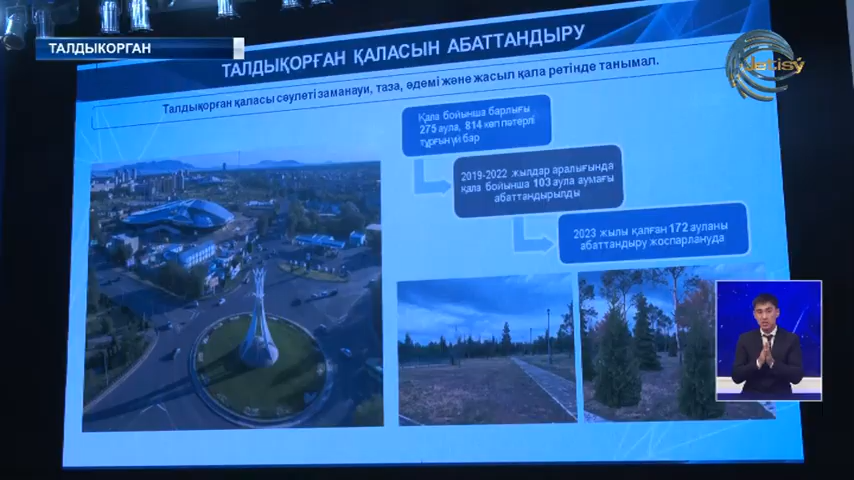 ТАЛДЫКОРГАН
ТАЛДЫҚОРҒАН ҚАЛАСЫН АБАТТАНДЫРУ
Jetisý
Талдықорған қаласы сәулеті заманауи, таза, әдемі және жасыл қала ретінде танымал.
Қала бойынша барлығы
275 аула, 814 көп пәтерлі
тұрғын үй бар
2019-2022 жылдар аралығында
қала бойынша 103 аула аумағы
абаттандырылды
2023 жылы қалған 172 ауланы
абаттандыру жоспарлануда